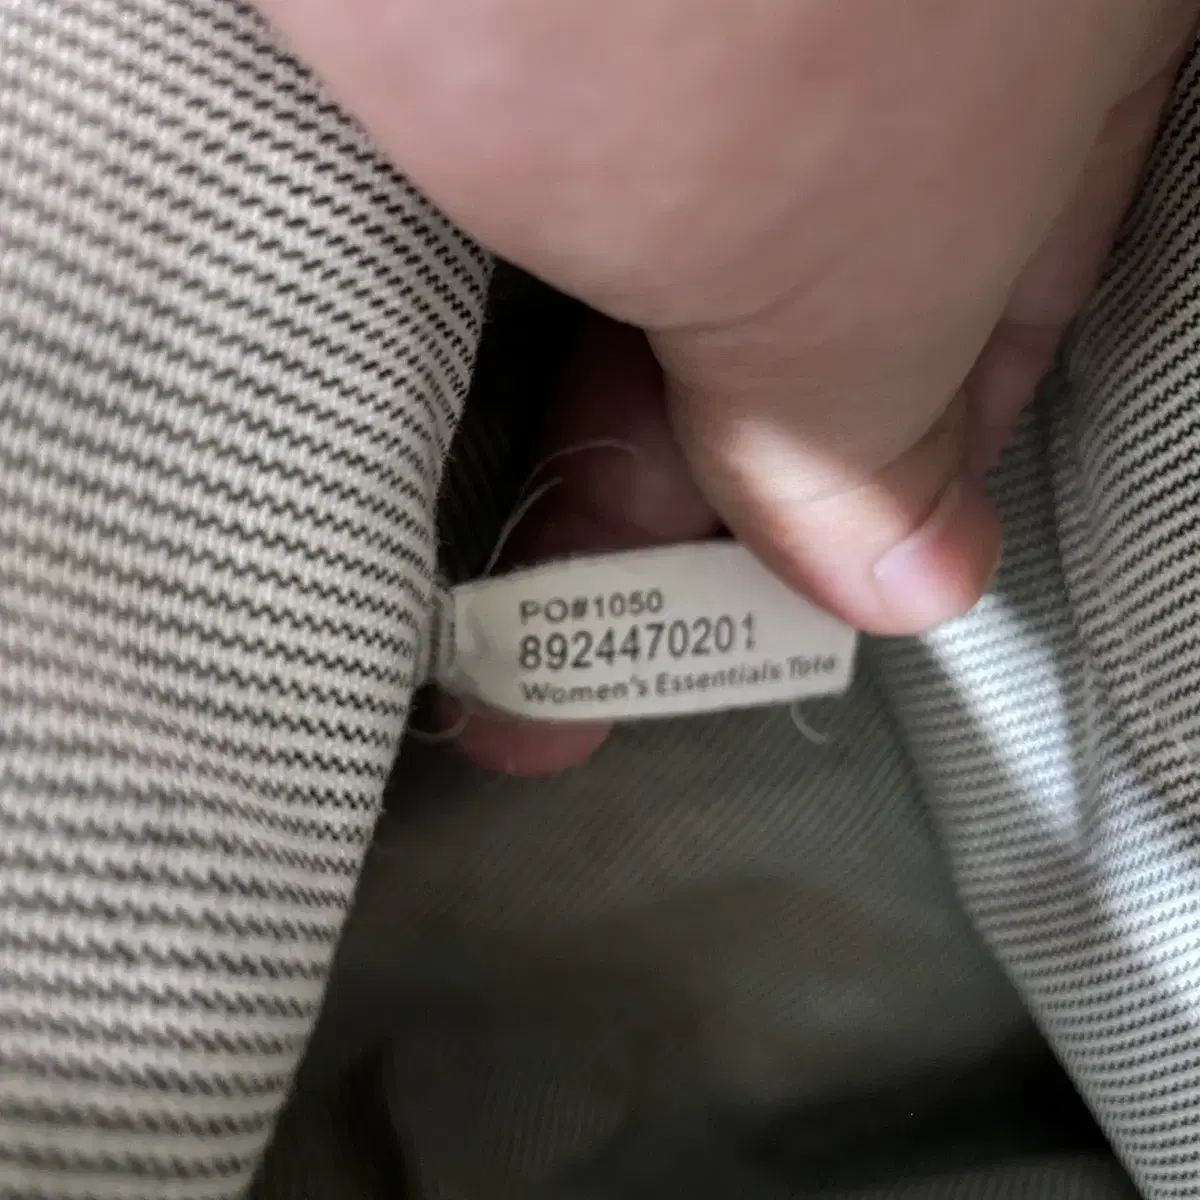 PO#1050
8924470201
Women's Essentials Tote